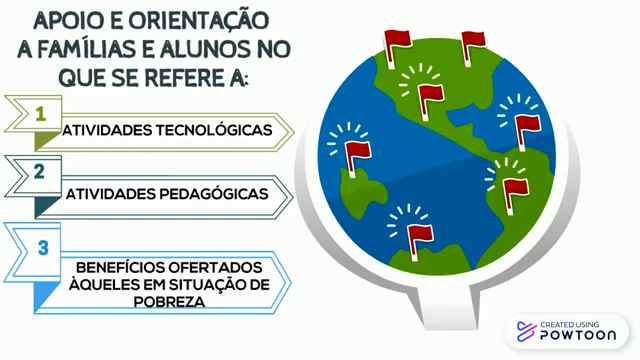 APOIO E ORIENTAÇÃO
A FAMÍLIAS E ALUNOS NO
QUE SE REFERE A:
1
ATIVIDADES TECNOLÓGICAS
2
ATIVIDADES PEDAGÓGICAS
3
BENEFÍCIOS OFERTADOS
ÀQUELES EM SITUAÇÃO DE
POBREZA
CREATED USING
POWTOON